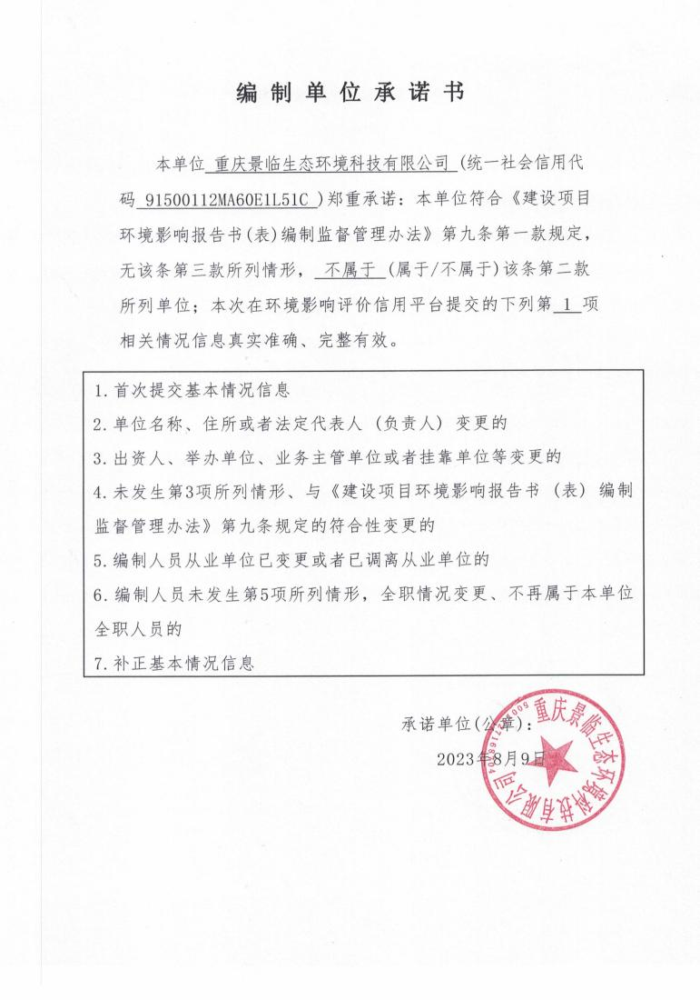 编制单位承诺书
本单位 重庆景临生态环境科技有限公司 (统一社会信用代
码 91500112MA60E1L51C )郑重承诺：本单位符合《建设项目
环境影响报告书(表)编制监督管理办法》第九条第一款规定，
无该条第三款所列情形， 不属于 (属于/不属于)该条第二款
所列单位；本次在环境影响评价信用平台提交的下列第 1 项
相关情况信息真实准确、完整有效。
1.首次提交基本情况信息
2.单位名称、住所或者法定代表人（负责人）变更的
3.出资人、举办单位、业务主管单位或者挂靠单位等变更的
4.未发生第3项所列情形、与《建设项目环境影响报告书（表）编制
监督管理办法》第九条规定的符合性变更的
5.编制人员从业单位已变更或者已调离从业单位的
6.编制人员未发生第5项所列情形，全职情况变更、不再属于本单位
全职人员的
7.补正基本情况信息
承诺单位(公章)：
2023年8月9日
重庆景临生态环境科技有限公司